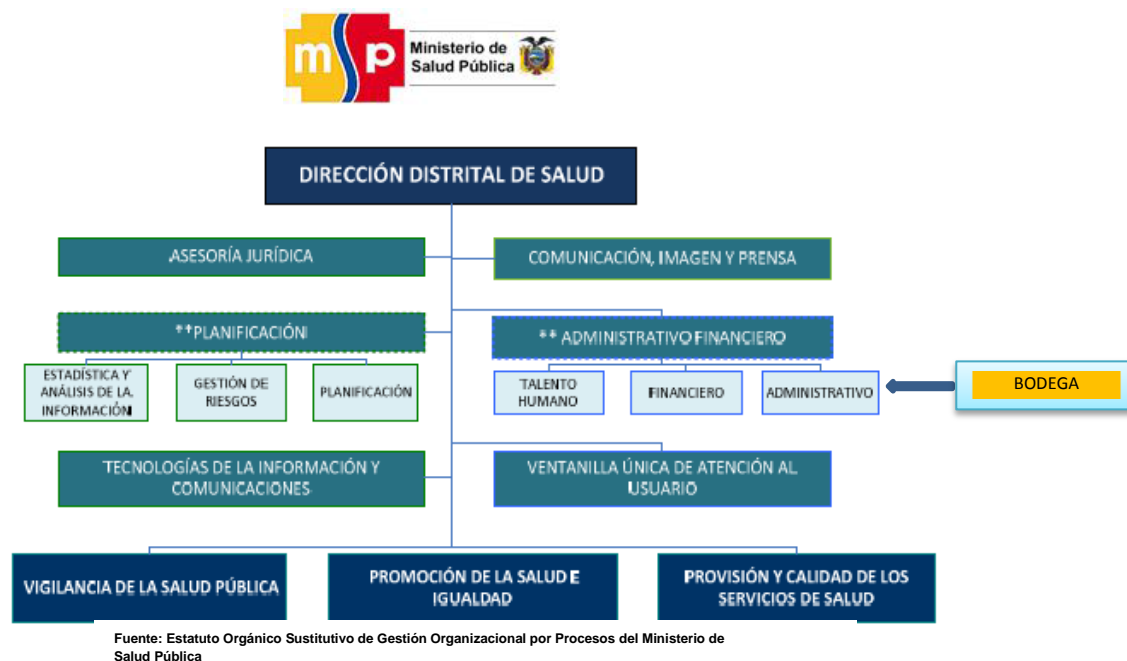 msp
Ministerio de
Salud Pública
DIRECCIÓN DISTRITAL DE SALUD
ASESORÍA JURÍDICA
COMUNICACIÓN, IMAGEN Y PRENSA
**PLANIFICACIÓN
** ADMINISTRATIVO FINANCIERO
ESTADÍSTICA Y
ANÁLISIS DE LA
INFORMACIÓN
GESTIÓN DE
RIESGOS
PLANIFICACIÓN
TALENTO
HUMANO
FINANCIERO
ADMINISTRATIVO
BODEGA
TECNOLOGÍAS DE LA INFORMACIÓN Y
COMUNICACIONES
VENTANILLA ÚNICA DE ATENCIÓN AL
USUARIO
VIGILANCIA DE LA SALUD PÚBLICA
PROMOCIÓN DE LA SALUD E
IGUALDAD
PROVISIÓN Y CALIDAD DE LOS
SERVICIOS DE SALUD
Fuente: Estatuto Orgánico Sustitutivo de Gestión Organizacional por Procesos del Ministerio de
Salud Pública